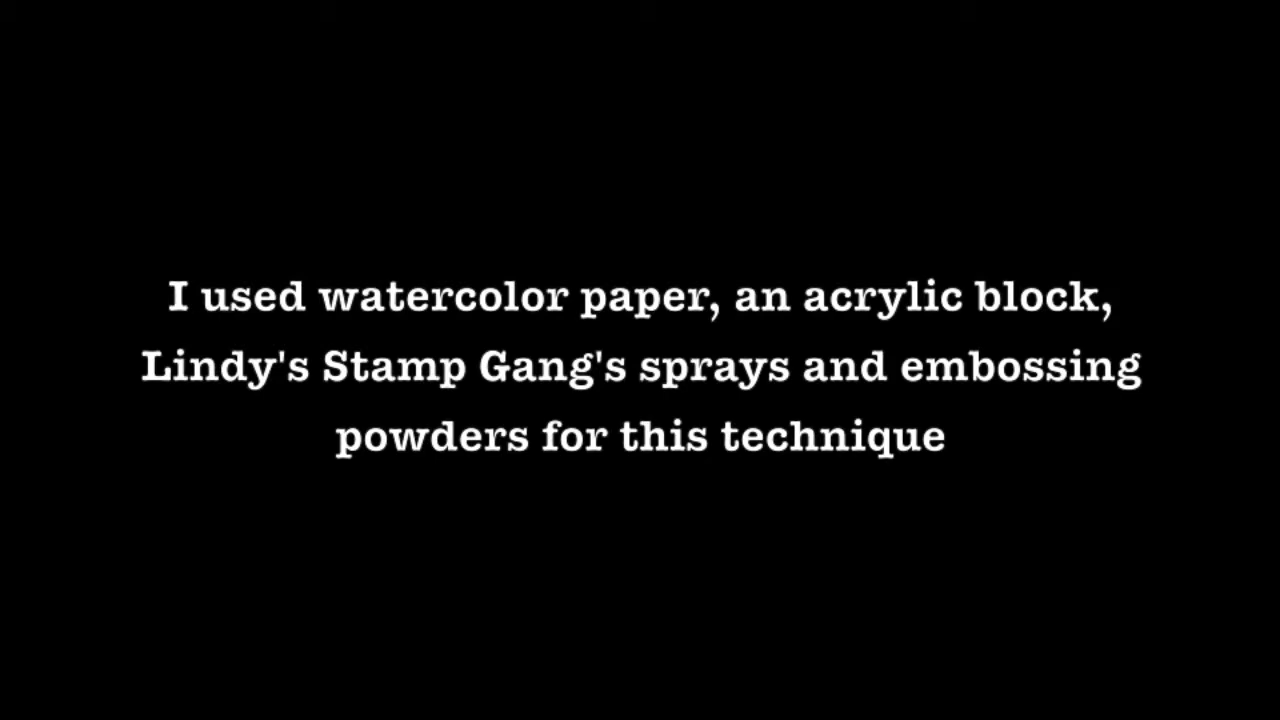 I used watercolor paper, an acrylic block,
Lindy's Stamp Gang's sprays and embossing
powders for this technique